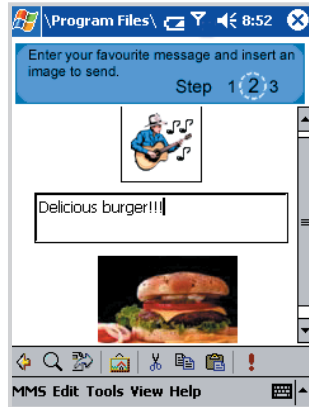 \Program Files\ 8:52
Enter your favourite message and insert an
image to send.
Step 1 2 3
Delicious burger!!!
MMS Edit Tools View Help